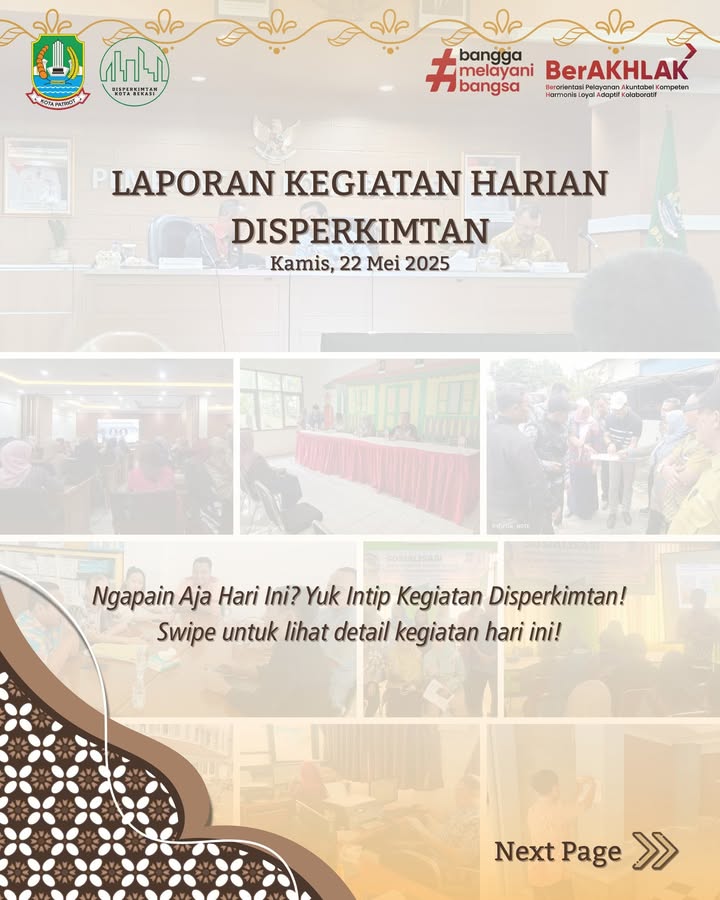 KOTA PATRIOT
DISPERKIMTAN
KOTA BEKASI
#bangga
melayani
bangsa
BerAKHLAK
Berorientasi Pelayanan Akuntabel Kompeten
Harmonis Loyal Adaptif Kolaboratif
LAPORAN KEGIATAN HARIAN
DISPERKIMTAN
Kamis, 22 Mei 2025
Ngapain Aja Hari Ini? Yuk Intip Kegiatan Disperkimtan!
Swipe untuk lihat detail kegiatan hari ini!
Next Page